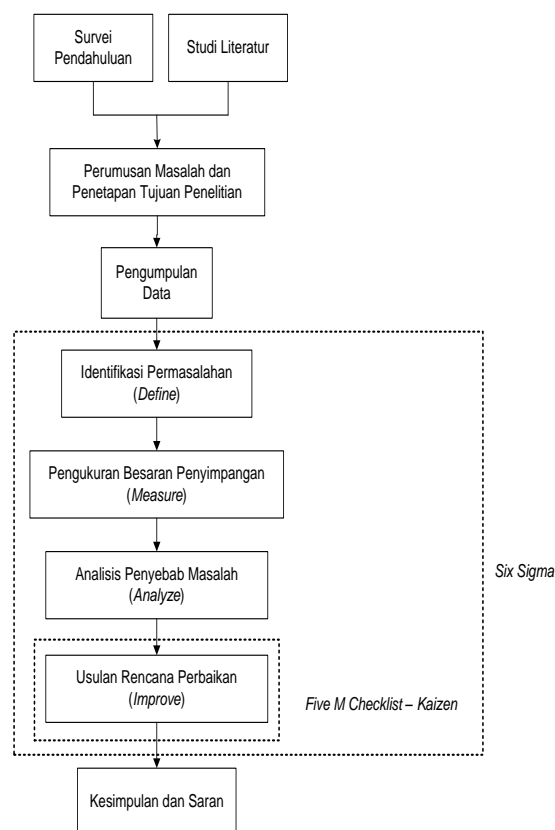 Survei
Pendahuluan
Studi Literatur
Perumusan Masalah dan
Penetapan Tujuan Penelitian
Pengumpulan
Data
Identifikasi Permasalahan
(Define)
Pengukuran Besaran Penyimpangan
(Measure)
Analisis Penyebab Masalah
(Analyze)
Six Sigma
Usulan Rencana Perbaikan
(Improve)
Five M Checklist – Kaizen
Kesimpulan dan Saran